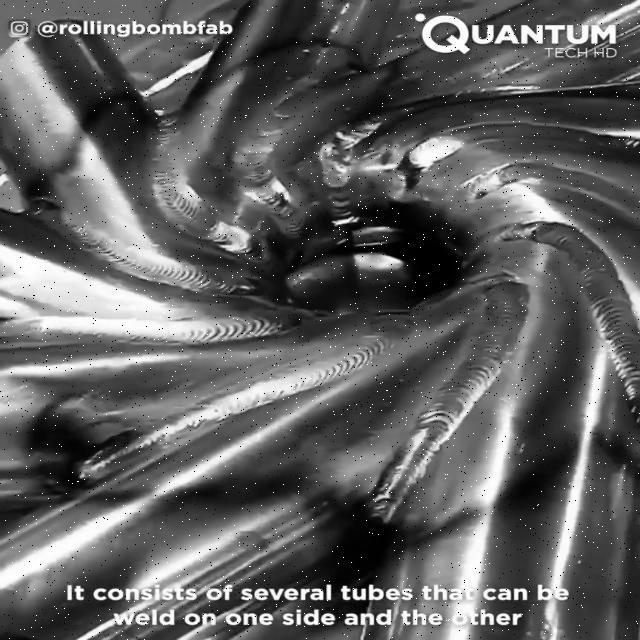 @rollingbombfab
QUANTUM
TECH HD
It consists of several tubes that can be
weld on one side and the other